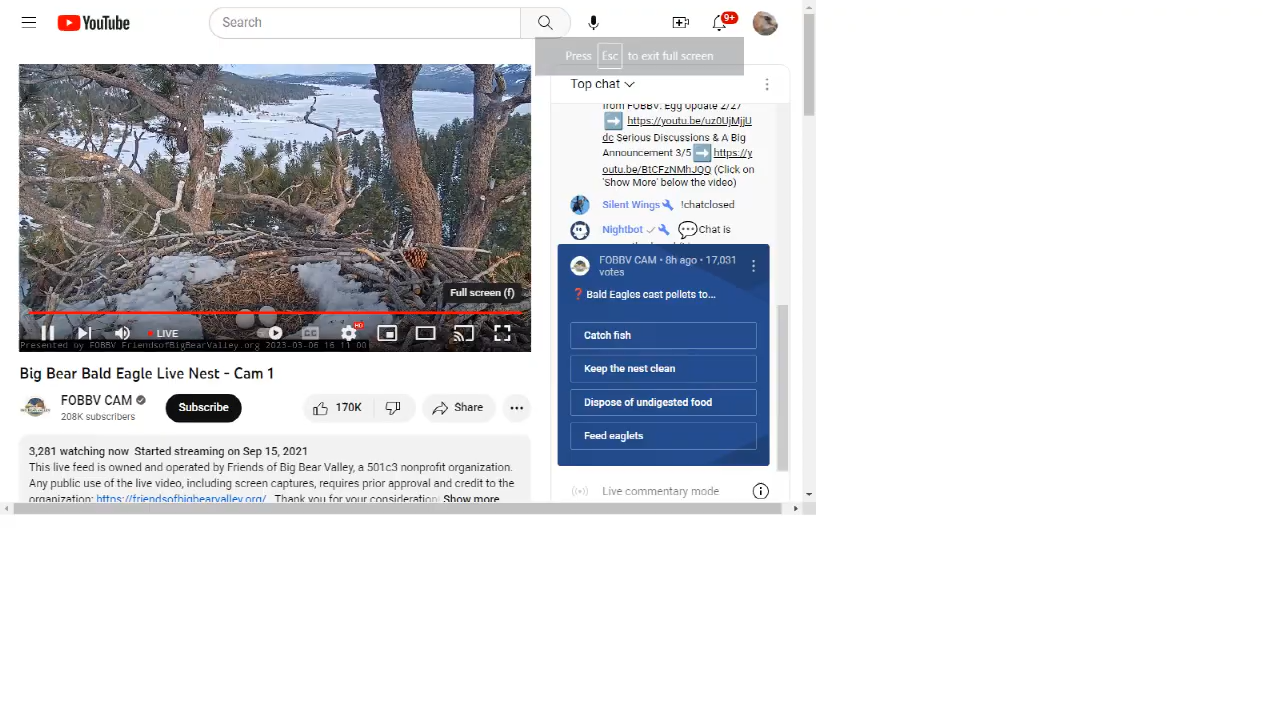 YouTube
Search
9+
Press Esc to exit full screen
Top chat
from FOBBV: Egg Update 2/27
➡️ https://youtu.be/uz0UjMjjU
dc Serious Discussions & A Big
Announcement 3/5 ➡️ https://y
outu.be/BtCFzNMhJQQ (Click on
'Show More' below the video)
Silent Wings !chatclosed
Nightbot 💬Chat is
FOBBV CAM • 8h ago • 17,031
votes
❓Bald Eagles cast pellets to...
Catch fish
Keep the nest clean
Dispose of undigested food
Feed eaglets
Live commentary mode
Full screen (f)
LIVE
CC
HD
Presented by FOBBV FriendsofBigBearValley.org 2023-03-06 16 11 00
Big Bear Bald Eagle Live Nest - Cam 1
FOBBV CAM
208K subscribers
Subscribe
170K
Share
3,281 watching now Started streaming on Sep 15, 2021
This live feed is owned and operated by Friends of Big Bear Valley, a 501c3 nonprofit organization.
Any public use of the live video, including screen captures, requires prior approval and credit to the
organization: https://friendsofbigbearvalley.org/ . Thank you for your consideration! Show more